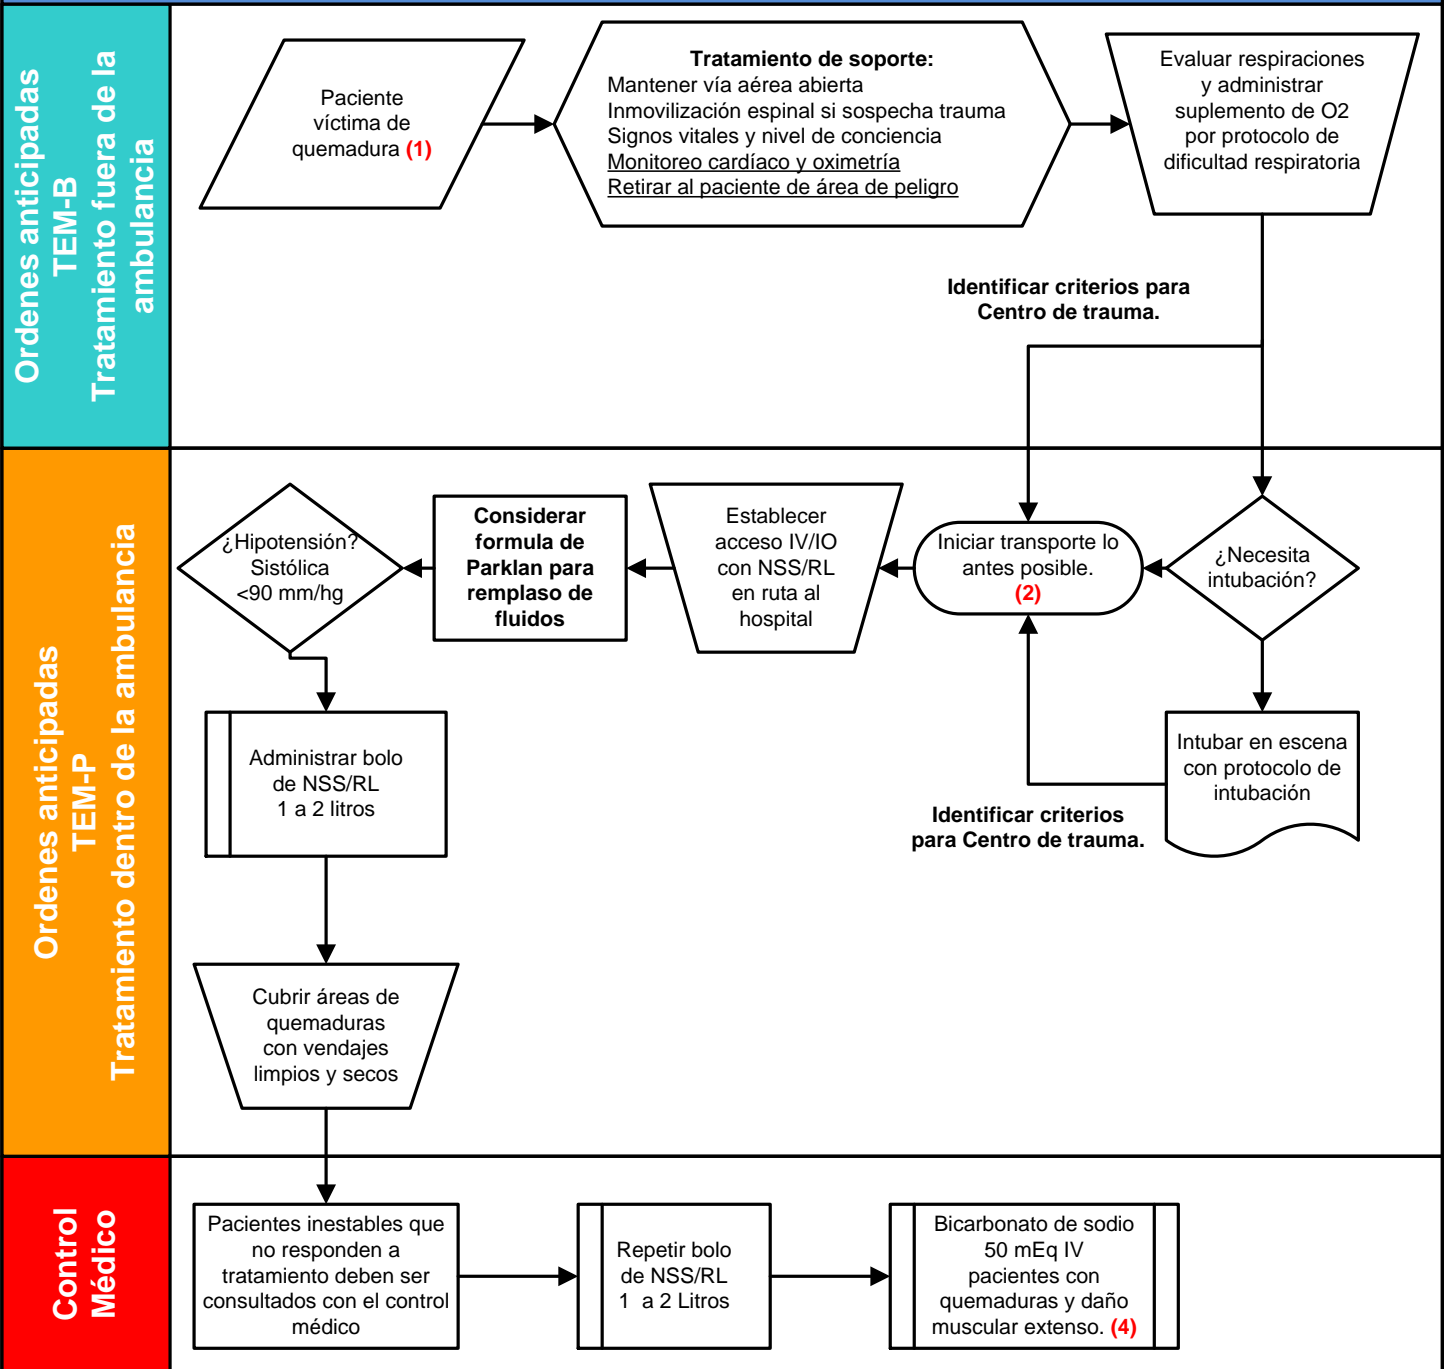 Ordenes anticipadas
TEM-B
Tratamiento fuera de la
ambulancia
Paciente
víctima de
quemadura (1)
Tratamiento de soporte:
Mantener vía aérea abierta
Inmovilización espinal si sospecha trauma
Signos vitales y nivel de conciencia
Monitoreo cardíaco y oximetría
Retirar al paciente de área de peligro
Evaluar respiraciones
y administrar
suplemento de O2
por protocolo de
dificultad respiratoria
Identificar criterios para
Centro de trauma.
Ordenes anticipadas
TEM-P
Tratamiento dentro de la ambulancia
¿Necesita
intubación?
Intubar en escena
con protocolo de
intubación
Identificar criterios
para Centro de trauma.
Iniciar transporte lo
antes posible.
(2)
Establecer
acceso IV/IO
con NSS/RL
en ruta al
hospital
Considerar
formula de
Parklan para
remplaso de
fluidos
¿Hipotensión?
Sistólica
<90 mm/hg
Administrar bolo
de NSS/RL
1 a 2 litros
Cubrir áreas de
quemaduras
con vendajes
limpios y secos
Control
Médico
Pacientes inestables que
no responden a
tratamiento deben ser
consultados con el control
médico
Repetir bolo
de NSS/RL
1 a 2 Litros
Bicarbonato de sodio
50 mEq IV
pacientes con
quemaduras y daño
muscular extenso. (4)